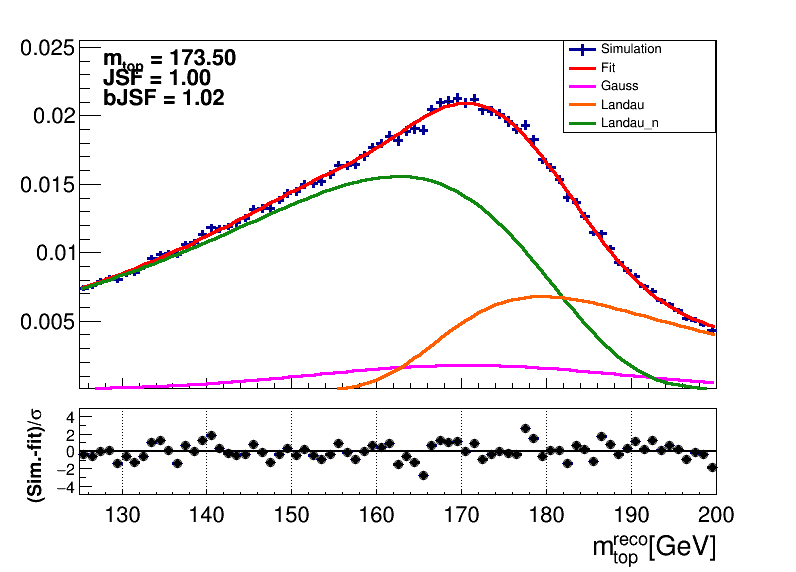 0.025
0.02
0.015
0.01
0.005
m_top = 173.50
JSF = 1.00
bJSF = 1.02
Simulation
Fit
Gauss
Landau
Landau_n
(Sim.-fit)/σ
4
2
0
−2
−4
130 140 150 160 170 180 190 200
m_top^reco[GeV]